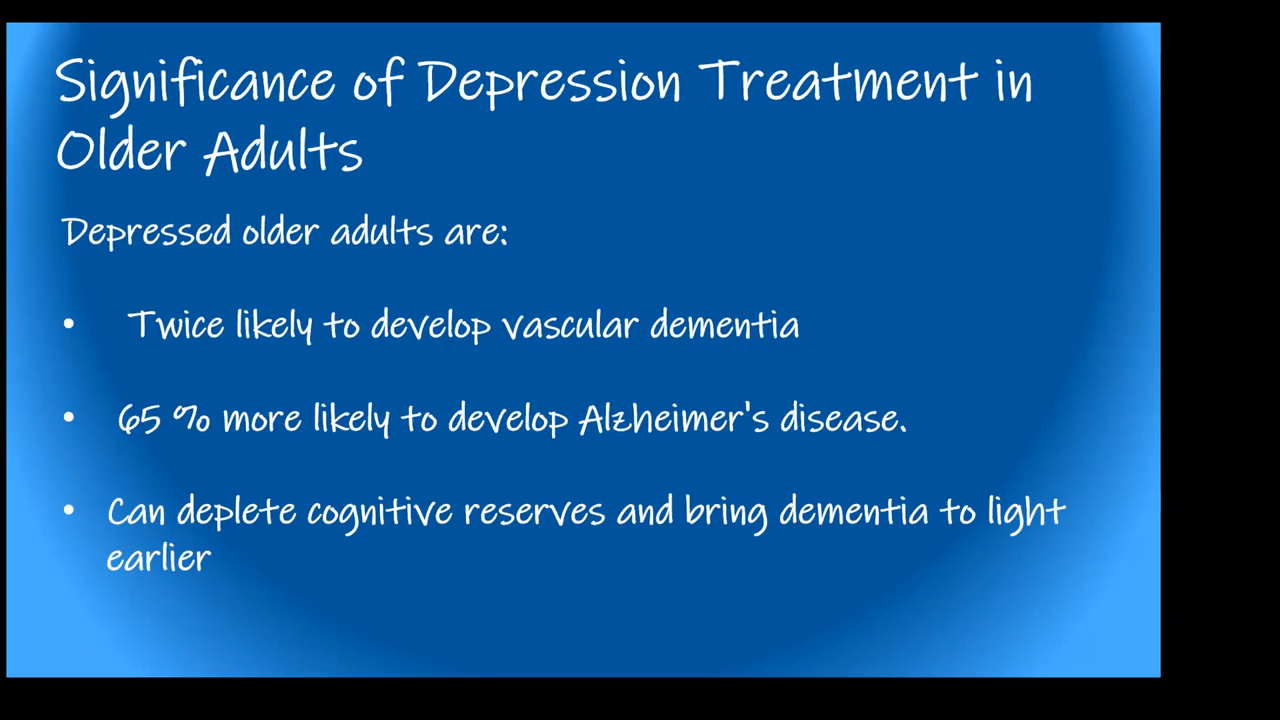 Significance of Depression Treatment in
Older Adults
Depressed older adults are:
• Twice likely to develop vascular dementia
• 65 % more likely to develop Alzheimer's disease.
• Can deplete cognitive reserves and bring dementia to light
earlier